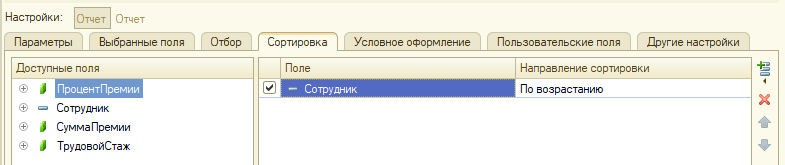 Настройки: Отчет Отчет
Параметры Выбранные поля Отбор Сортировка Условное оформление Пользовательские поля Другие настройки
Доступные поля Поле Направление сортировки
ПроцентПремии Сотрудник По возрастанию
Сотрудник
СуммаПремии
ТрудовойСтаж